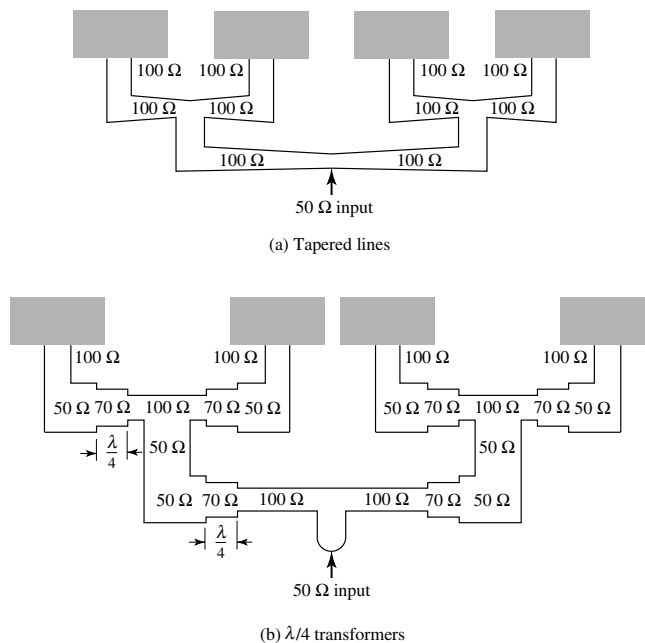 100 Ω 100 Ω 100 Ω 100 Ω
100 Ω 100 Ω 100 Ω 100 Ω
100 Ω 100 Ω
50 Ω input
(a) Tapered lines
100 Ω 100 Ω 100 Ω 100 Ω
50 Ω 70 Ω 100 Ω 70 Ω 50 Ω 50 Ω 70 Ω 100 Ω 70 Ω 50 Ω
λ/4 50 Ω 50 Ω
50 Ω 70 Ω 100 Ω 100 Ω 70 Ω 50 Ω
λ/4
50 Ω input
(b) λ/4 transformers